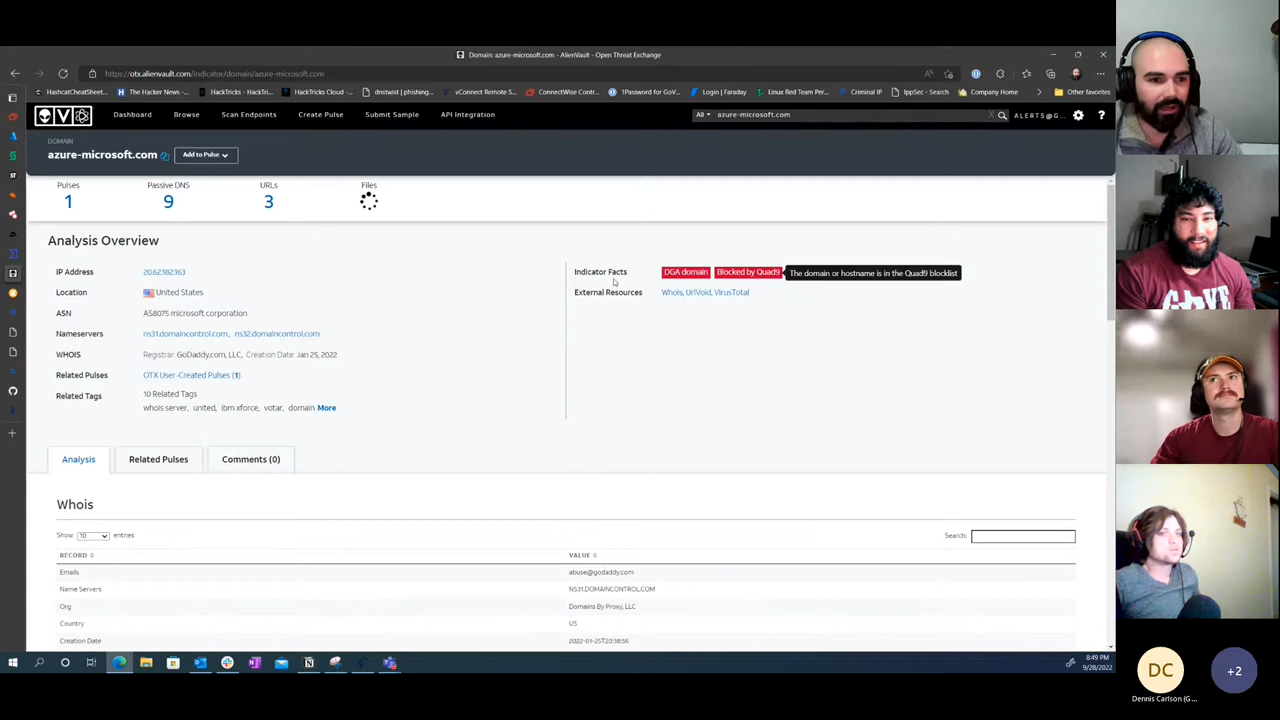 Domain: azure-microsoft.com - AlienVault - Open Threat Exchange
https://otx.alienvault.com/indicator/domain/azure-microsoft.com
HashcatCheatSheet... The Hacker News -... HackTricks - HackTri... HackTricks Cloud -... dnstwist | phishing... vConnect Remote S... ConnectWise Contr... 1Password for GoV... Login | Faraday Linux Red Team Per... Criminal IP IppSec - Search Company Home Other favorites
Dashboard Browse Scan Endpoints Create Pulse Submit Sample API Integration All azure-microsoft.com X ALERTS@G... ?
DOMAIN
azure-microsoft.com Add to Pulse
Pulses Passive DNS URLs Files
1 9 3
Analysis Overview
IP Address 20.62.182.163
Location United States
ASN AS8075 microsoft corporation
Nameservers ns31.domaincontrol.com., ns32.domaincontrol.com.
WHOIS Registrar: GoDaddy.com, LLC, Creation Date: Jan 25, 2022
Related Pulses OTX User-Created Pulses (1)
Related Tags 10 Related Tags
whois server, united, ibm xforce, votar, domain More
Indicator Facts DGA domain Blocked by Quad9 The domain or hostname is in the Quad9 blocklist
External Resources Whois, UrlVoid, VirusTotal
Analysis Related Pulses Comments (0)
Whois
Show 10 entries Search:
RECORD VALUE
Emails abuse@godaddy.com
Name Servers NS31.DOMAINCONTROL.COM
Org Domains By Proxy, LLC
Country US
Creation Date 2022-01-25T20:38:56
8:49 PM
9/28/2022
DC
Dennis Carlson (G...
+2